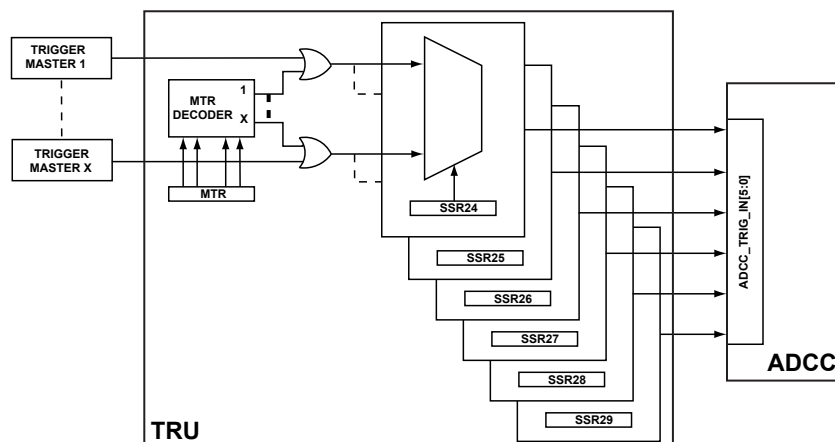 TRIGGER
MASTER 1
TRIGGER
MASTER X
MTR
DECODER
1
X
MTR
SSR24
SSR25
SSR26
SSR27
SSR28
SSR29
TRU
ADCC_TRIG_IN[5:0]
ADCC